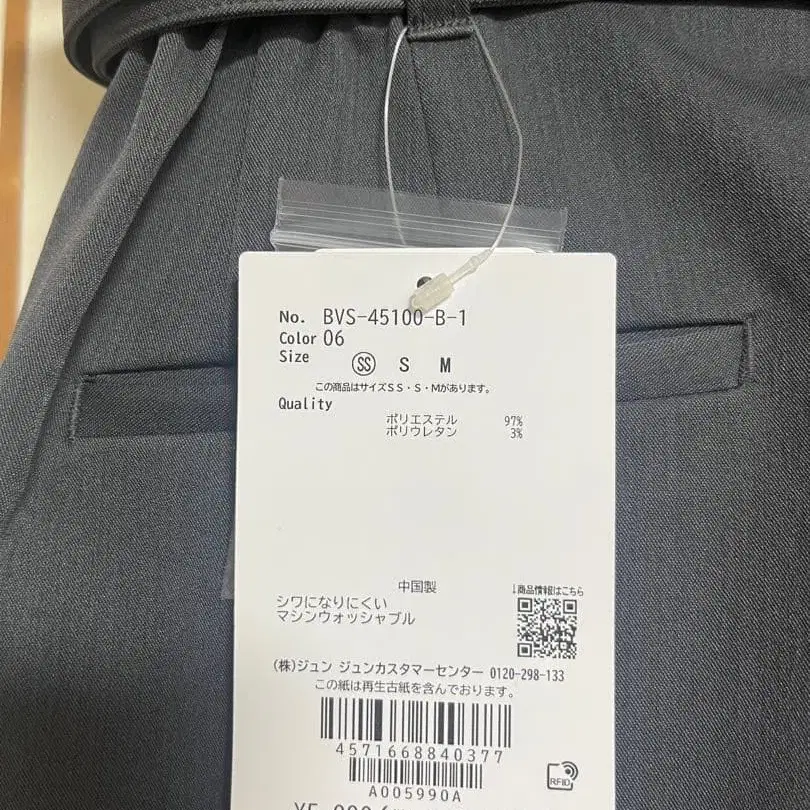 No. BVS-45100-B-1
Color 06
Size
SS S M
この商品はサイズSS・S・Mがあります。
Quality
ポリエステル 97%
ポリウレタン 3%
中国製
↓商品情報はこちら
シワになりにくい
マシンウォッシャブル
(株)ジュン ジュンカスタマーセンター 0120-298-133
この紙は再生古紙を含んでおります。
4571668840377
A005990A
RFID